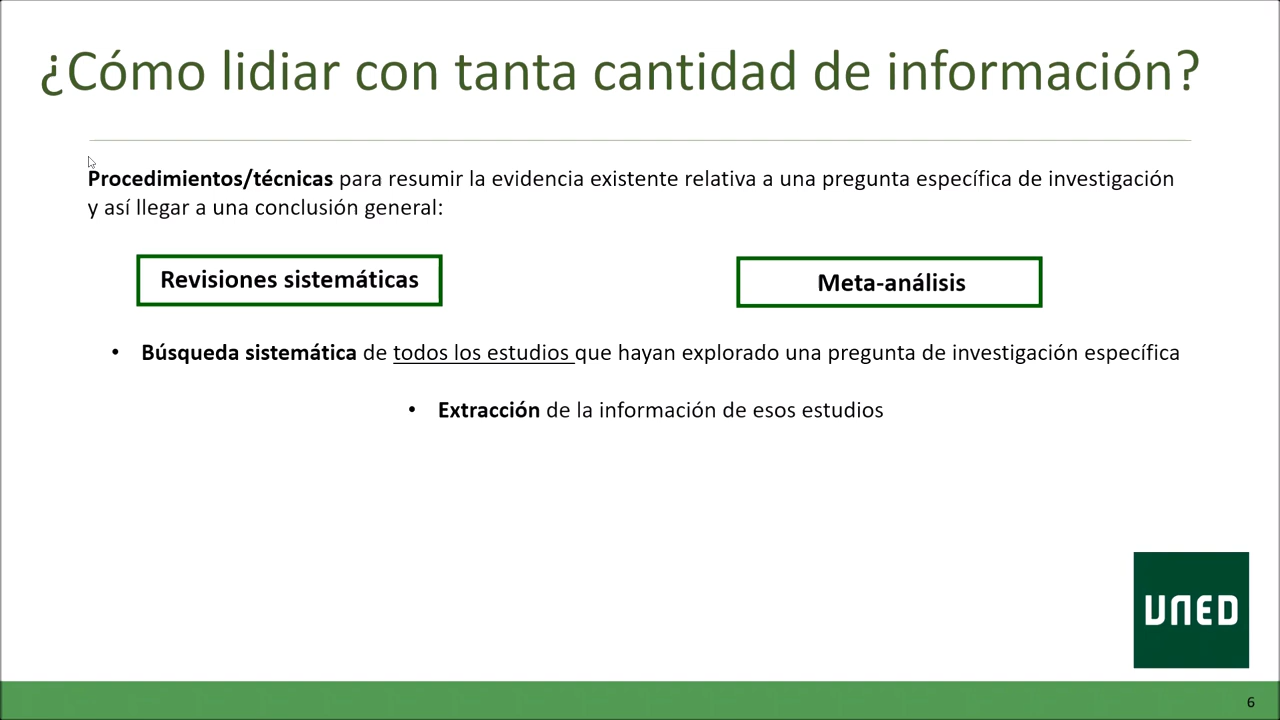 ¿Cómo lidiar con tanta cantidad de información?
Procedimientos/técnicas para resumir la evidencia existente relativa a una pregunta específica de investigación
y así llegar a una conclusión general:
Revisiones sistemáticas
Meta-análisis
• Búsqueda sistemática de todos los estudios que hayan explorado una pregunta de investigación específica
• Extracción de la información de esos estudios
UNED
6